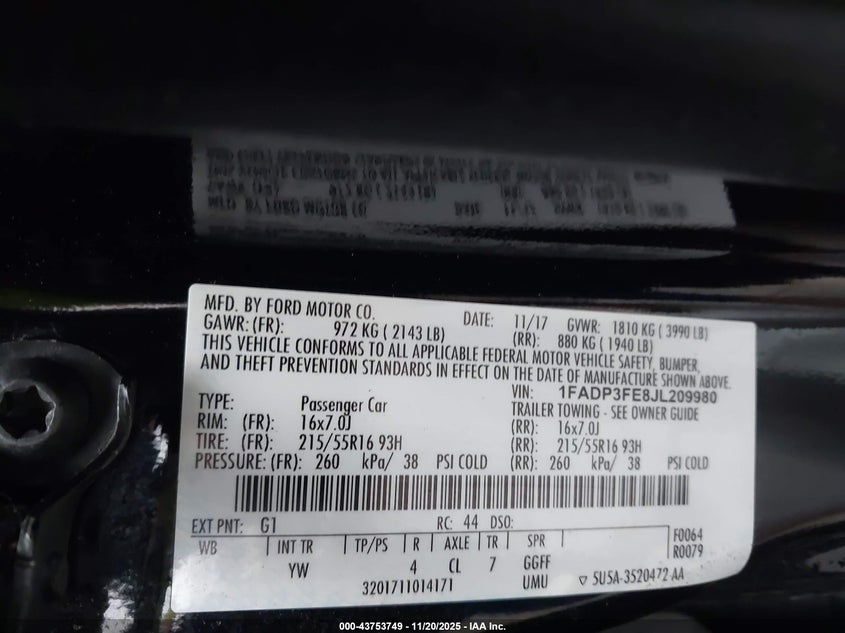 MFD. BY FORD MOTOR CO. DATE: 11/17 GVWR: 1810 KG ( 3990 LB)
GAWR: (FR): 972 KG ( 2143 LB) (RR): 880 KG ( 1940 LB)
THIS VEHICLE CONFORMS TO ALL APPLICABLE FEDERAL MOTOR VEHICLE SAFETY, BUMPER,
AND THEFT PREVENTION STANDARDS IN EFFECT ON THE DATE OF MANUFACTURE SHOWN ABOVE.
VIN: 1FADP3FE8JL209980
TYPE: Passenger Car TRAILER TOWING - SEE OWNER GUIDE
RIM: (FR): 16x7.0J (RR): 16x7.0J
TIRE: (FR): 215/55R16 93H (RR): 215/55R16 93H
PRESSURE: (FR): 260 kPa/ 38 PSI COLD (RR): 260 kPa/ 38 PSI COLD
EXT PNT: G1 RC: 44 DSO: F0064
WB INT TR TP/PS R AXLE TR SPR R0079
YW 4 CL 7 GGFF
3201711014171 UMU ▽ 5U5A-3520472 AA
000-43753749 - 11/20/2025 - IAA Inc.